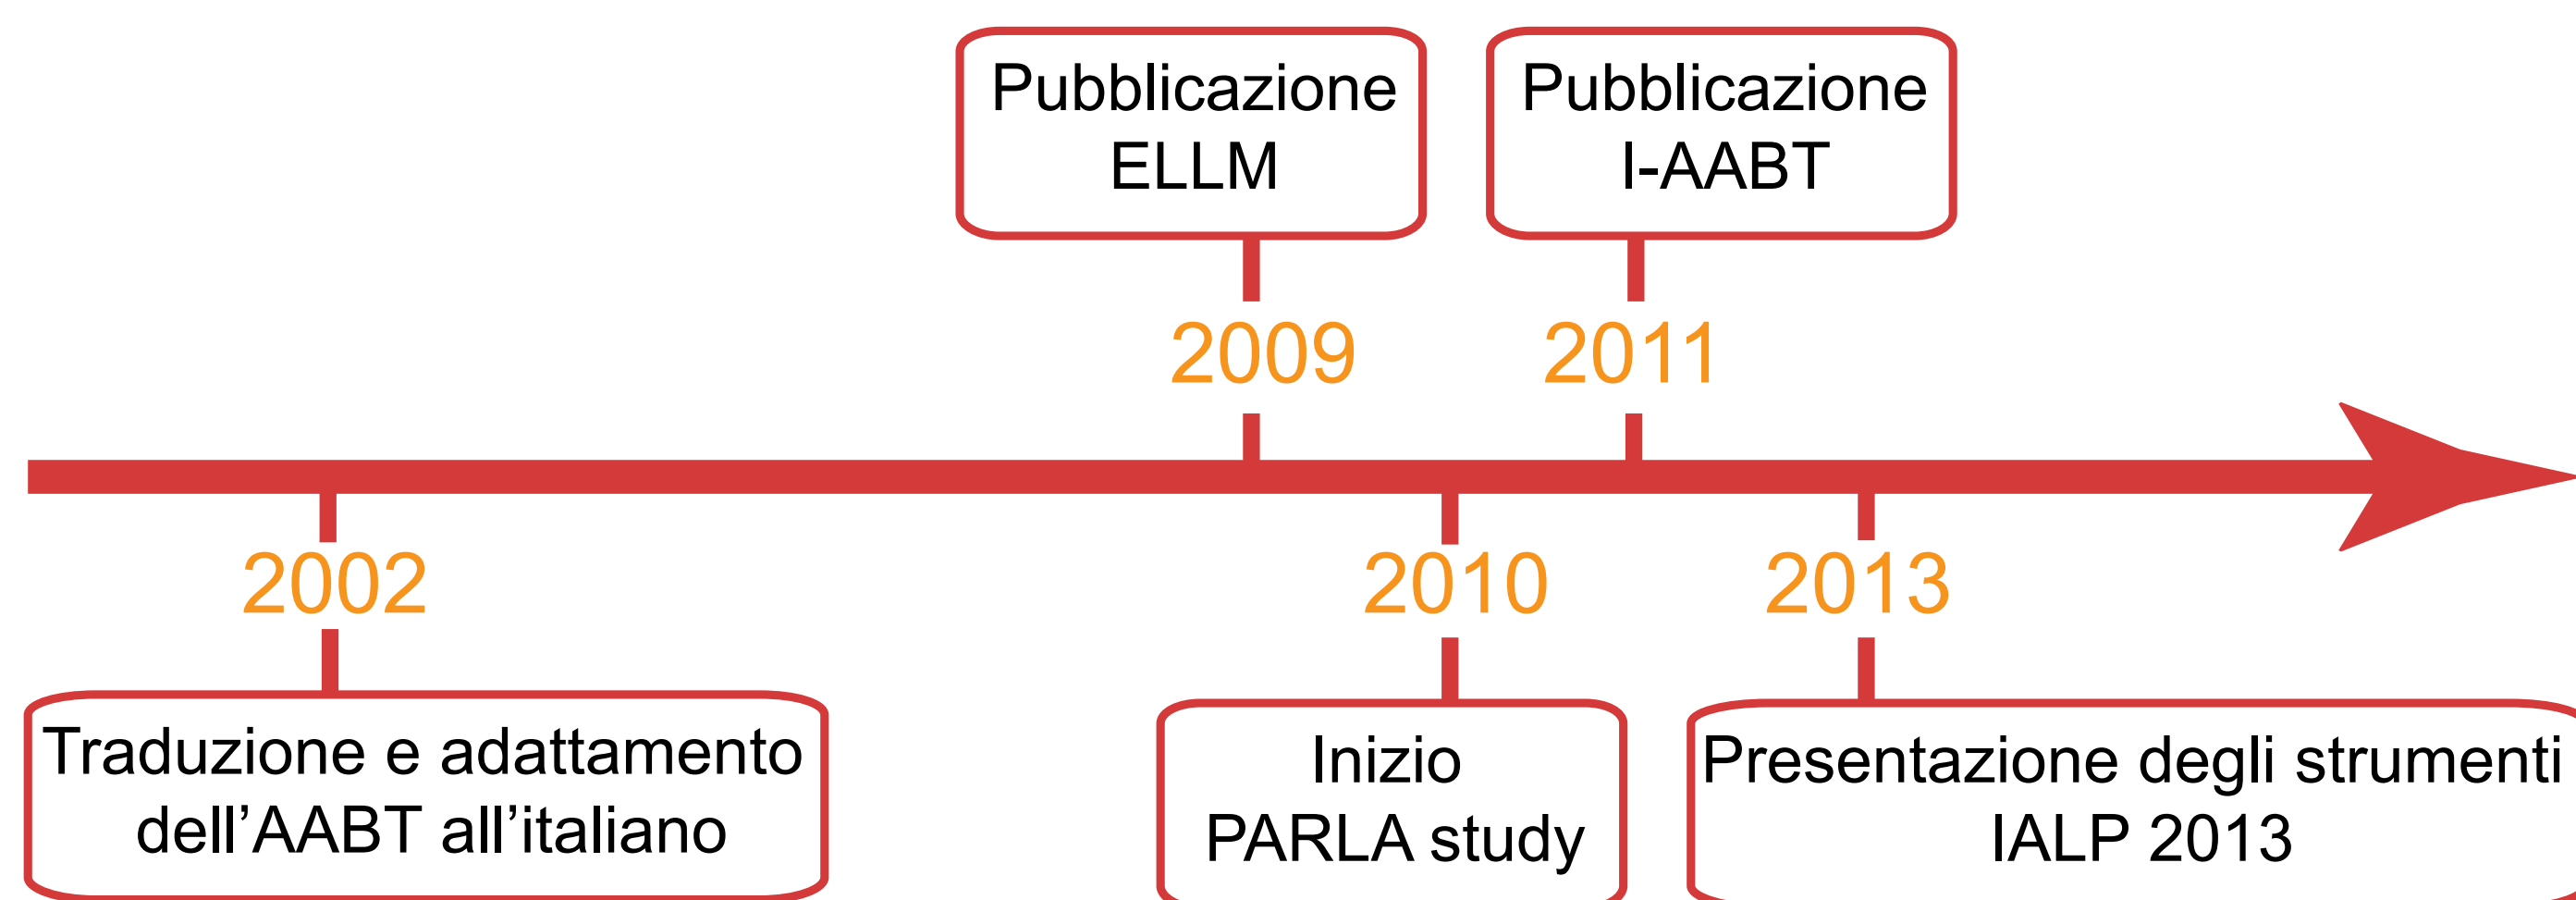 Pubblicazione
ELLM
Pubblicazione
I-AABT
2009
2011
2002
2010
2013
Traduzione e adattamento
dell’AABT all’italiano
Inizio
PARLA study
Presentazione degli strumenti
IALP 2013